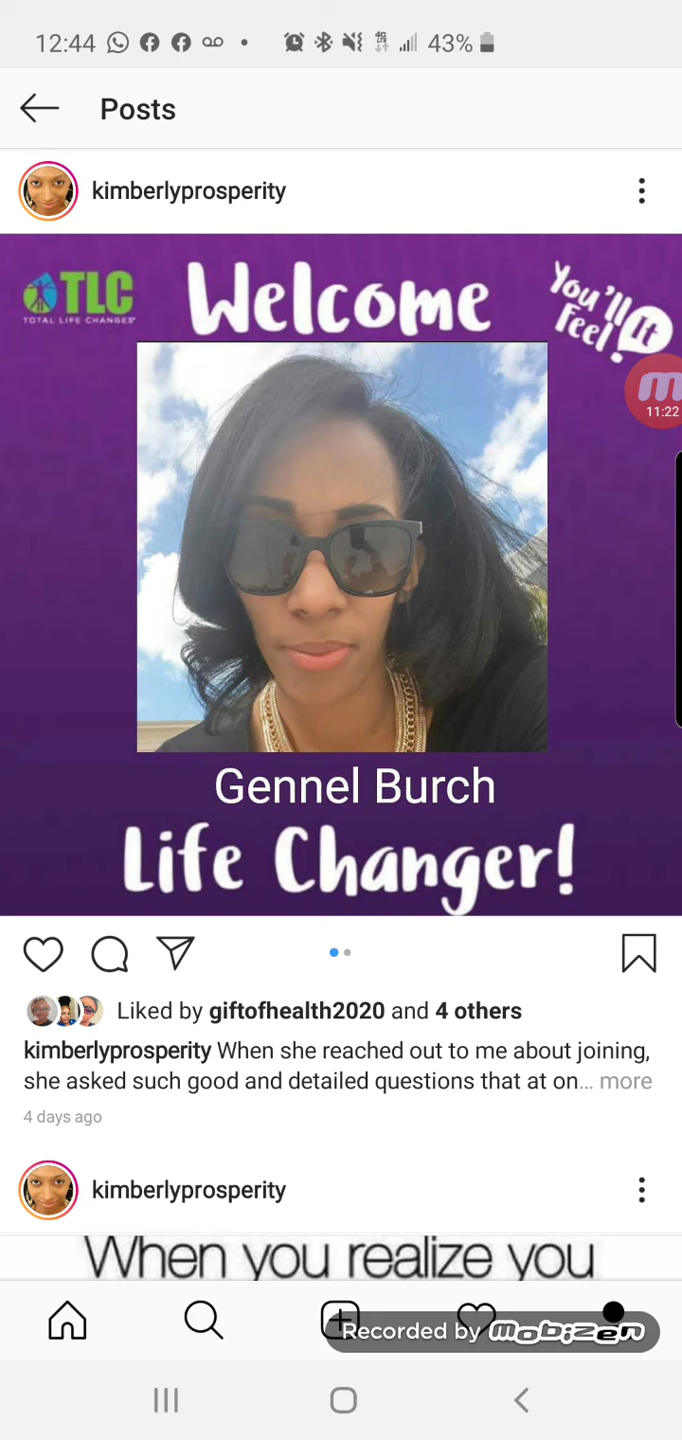 12:44 43%
Posts
kimberlyprosperity
TLC
TOTAL LIFE CHANGES
Welcome
You'll
Feel It!
11:22
Gennel Burch
Life Changer!
Liked by giftofhealth2020 and 4 others
kimberlyprosperity When she reached out to me about joining,
she asked such good and detailed questions that at on... more
4 days ago
kimberlyprosperity
When you realize you
Recorded by mobizen